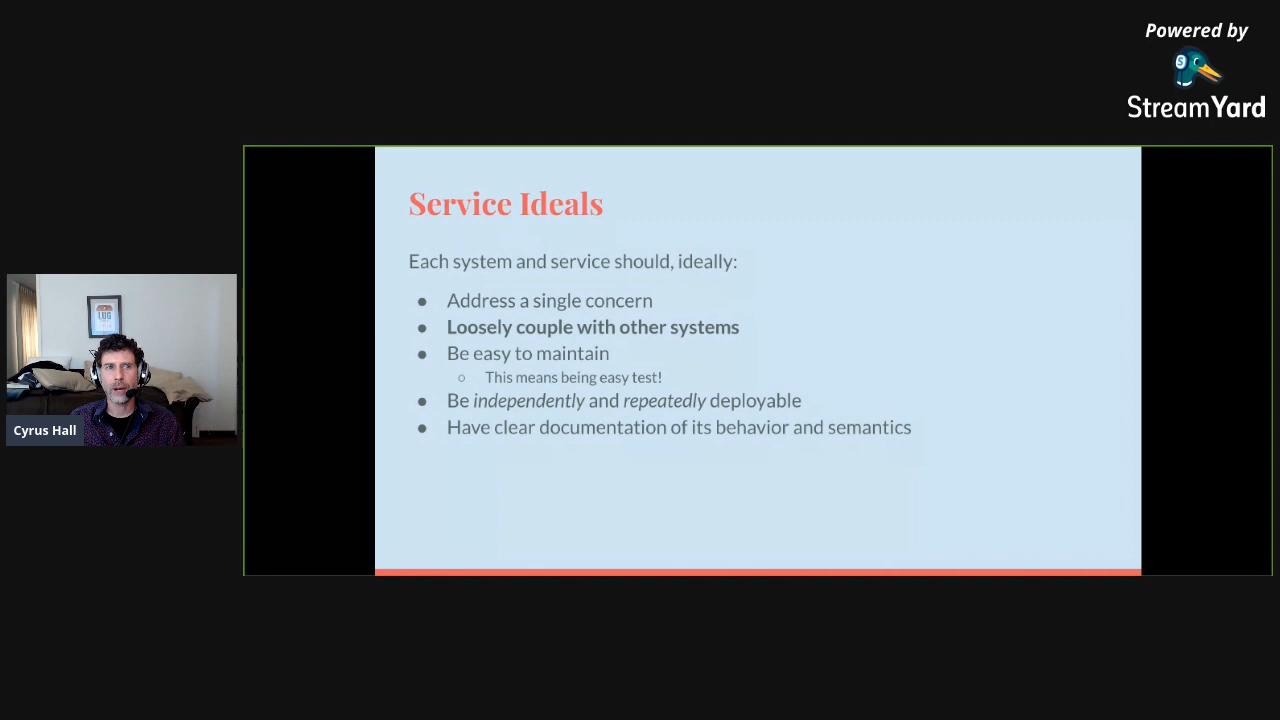 Powered by
StreamYard
Service Ideals
Each system and service should, ideally:
● Address a single concern
● Loosely couple with other systems
● Be easy to maintain
○ This means being easy test!
● Be independently and repeatedly deployable
● Have clear documentation of its behavior and semantics
LUG
Cyrus Hall